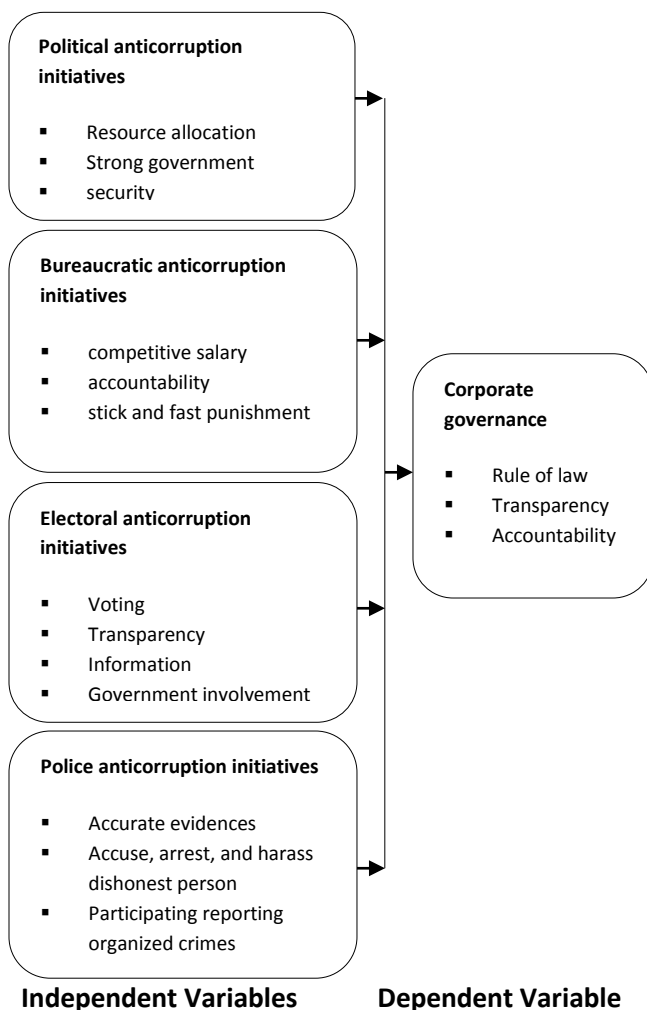 Political anticorruption
initiatives
▪ Resource allocation
▪ Strong government
▪ security
Bureaucratic anticorruption
initiatives
▪ competitive salary
▪ accountability
▪ stick and fast punishment
Electoral anticorruption
initiatives
▪ Voting
▪ Transparency
▪ Information
▪ Government involvement
Police anticorruption initiatives
▪ Accurate evidences
▪ Accuse, arrest, and harass
dishonest person
▪ Participating reporting
organized crimes
Corporate
governance
▪ Rule of law
▪ Transparency
▪ Accountability
Independent Variables
Dependent Variable